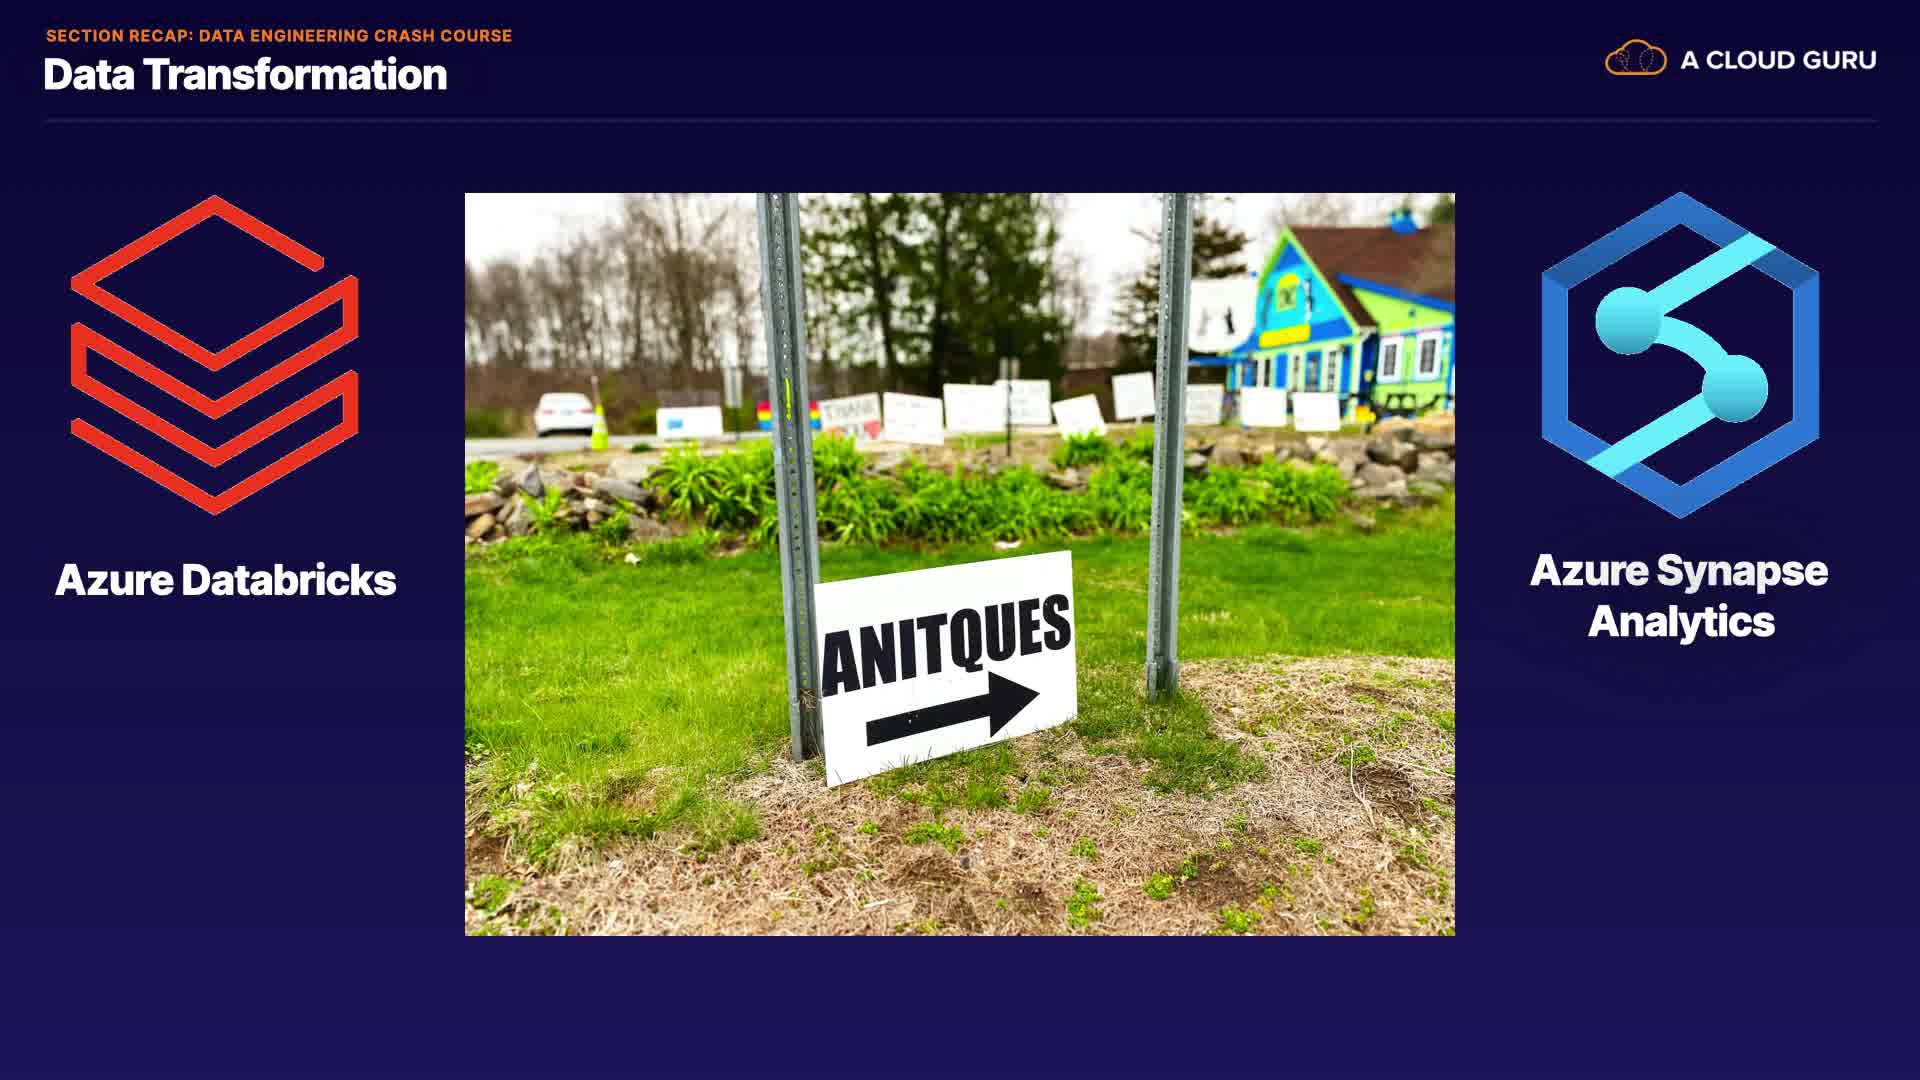 SECTION RECAP: DATA ENGINEERING CRASH COURSE
Data Transformation
A CLOUD GURU
ANITQUES
Azure Databricks
Azure Synapse
Analytics